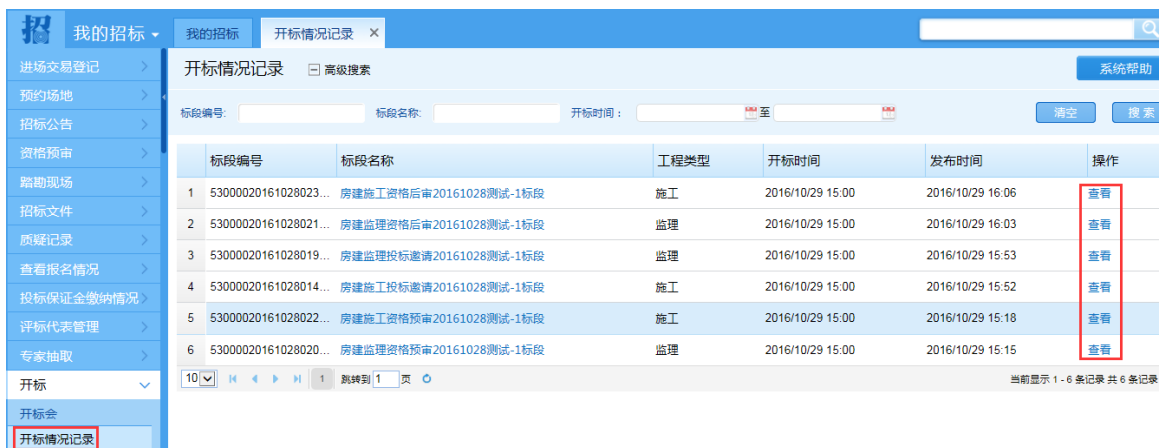 招 我的招标 我的招标 开标情况记录 ×
进场交易登记
预约场地
招标公告
资格预审
踏勘现场
招标文件
质疑记录
查看报名情况
投标保证金缴纳情况
评标代表管理
专家抽取
开标
开标会
开标情况记录
开标情况记录 高级搜索 系统帮助
标段编号: 标段名称: 开标时间: 至 清空 搜索
标段编号 标段名称 工程类型 开标时间 发布时间 操作
1 53000020161028023... 房建施工资格后审20161028测试-1标段 施工 2016/10/29 15:00 2016/10/29 16:06 查看
2 53000020161028021... 房建监理资格后审20161028测试-1标段 监理 2016/10/29 15:00 2016/10/29 16:03 查看
3 53000020161028019... 房建监理投标邀请20161028测试-1标段 监理 2016/10/29 15:00 2016/10/29 15:53 查看
4 53000020161028014... 房建施工投标邀请20161028测试-1标段 施工 2016/10/29 15:00 2016/10/29 15:52 查看
5 53000020161028022... 房建施工资格预审20161028测试-1标段 施工 2016/10/29 15:00 2016/10/29 15:18 查看
6 53000020161028020... 房建监理资格预审20161028测试-1标段 监理 2016/10/29 15:00 2016/10/29 15:15 查看
10 1 跳转到 1 页 当前显示 1 - 6 条记录 共 6 条记录